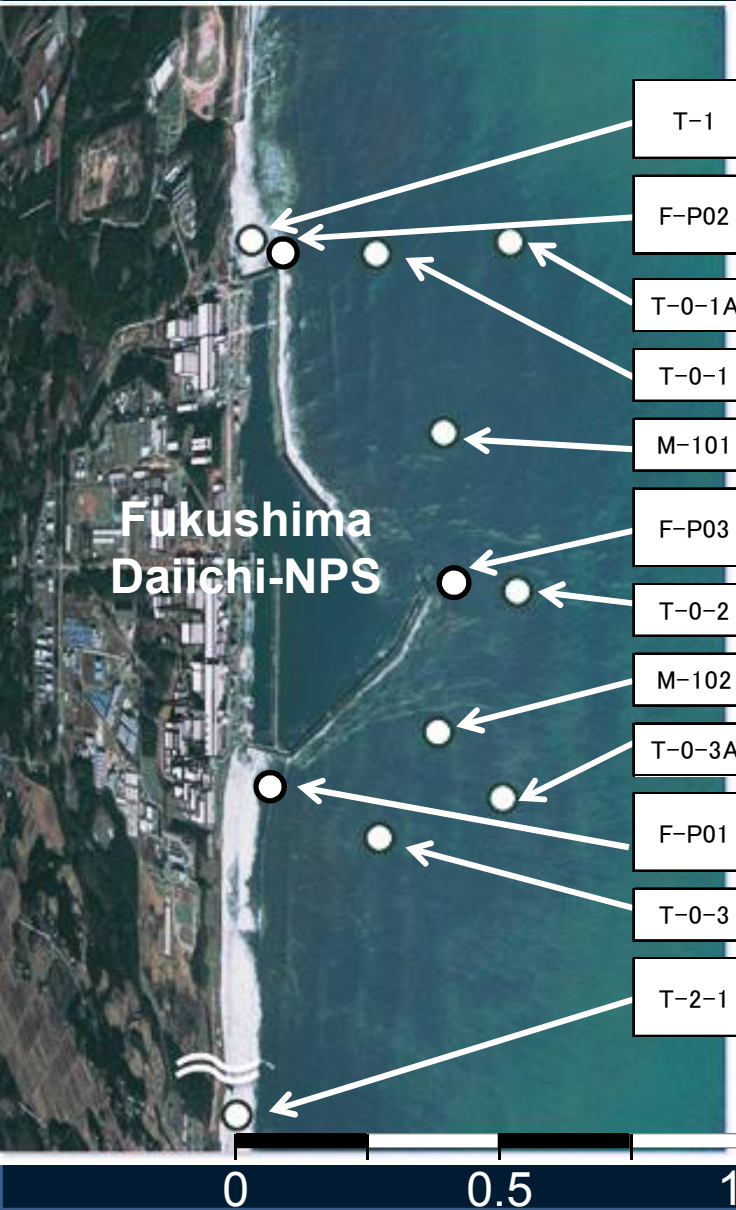 T-1
F-P02
T-0-1A
T-0-1
M-101
Fukushima
Daiichi-NPS
F-P03
T-0-2
M-102
T-0-3A
F-P01
T-0-3
T-2-1
0 0.5 1